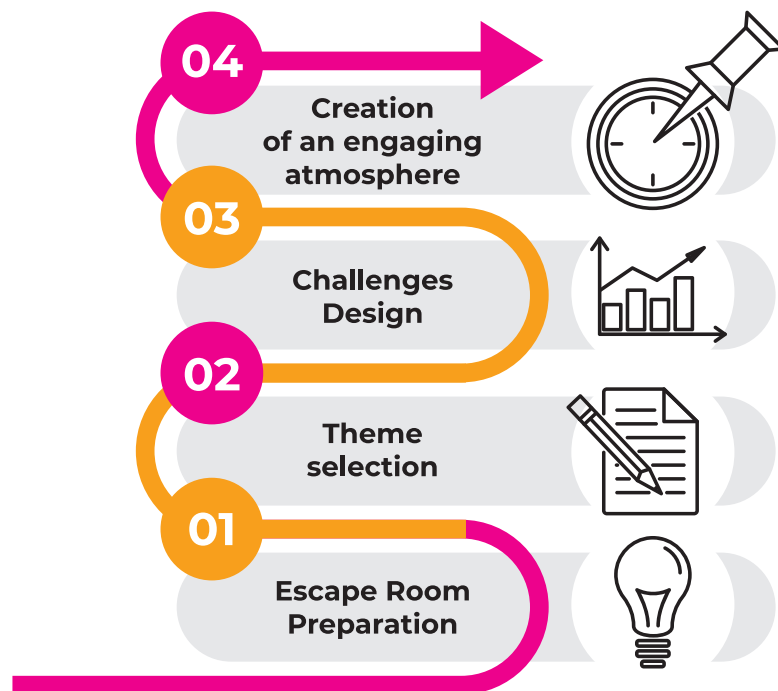 04
Creation
of an engaging
atmosphere
03
Challenges
Design
02
Theme
selection
01
Escape Room
Preparation